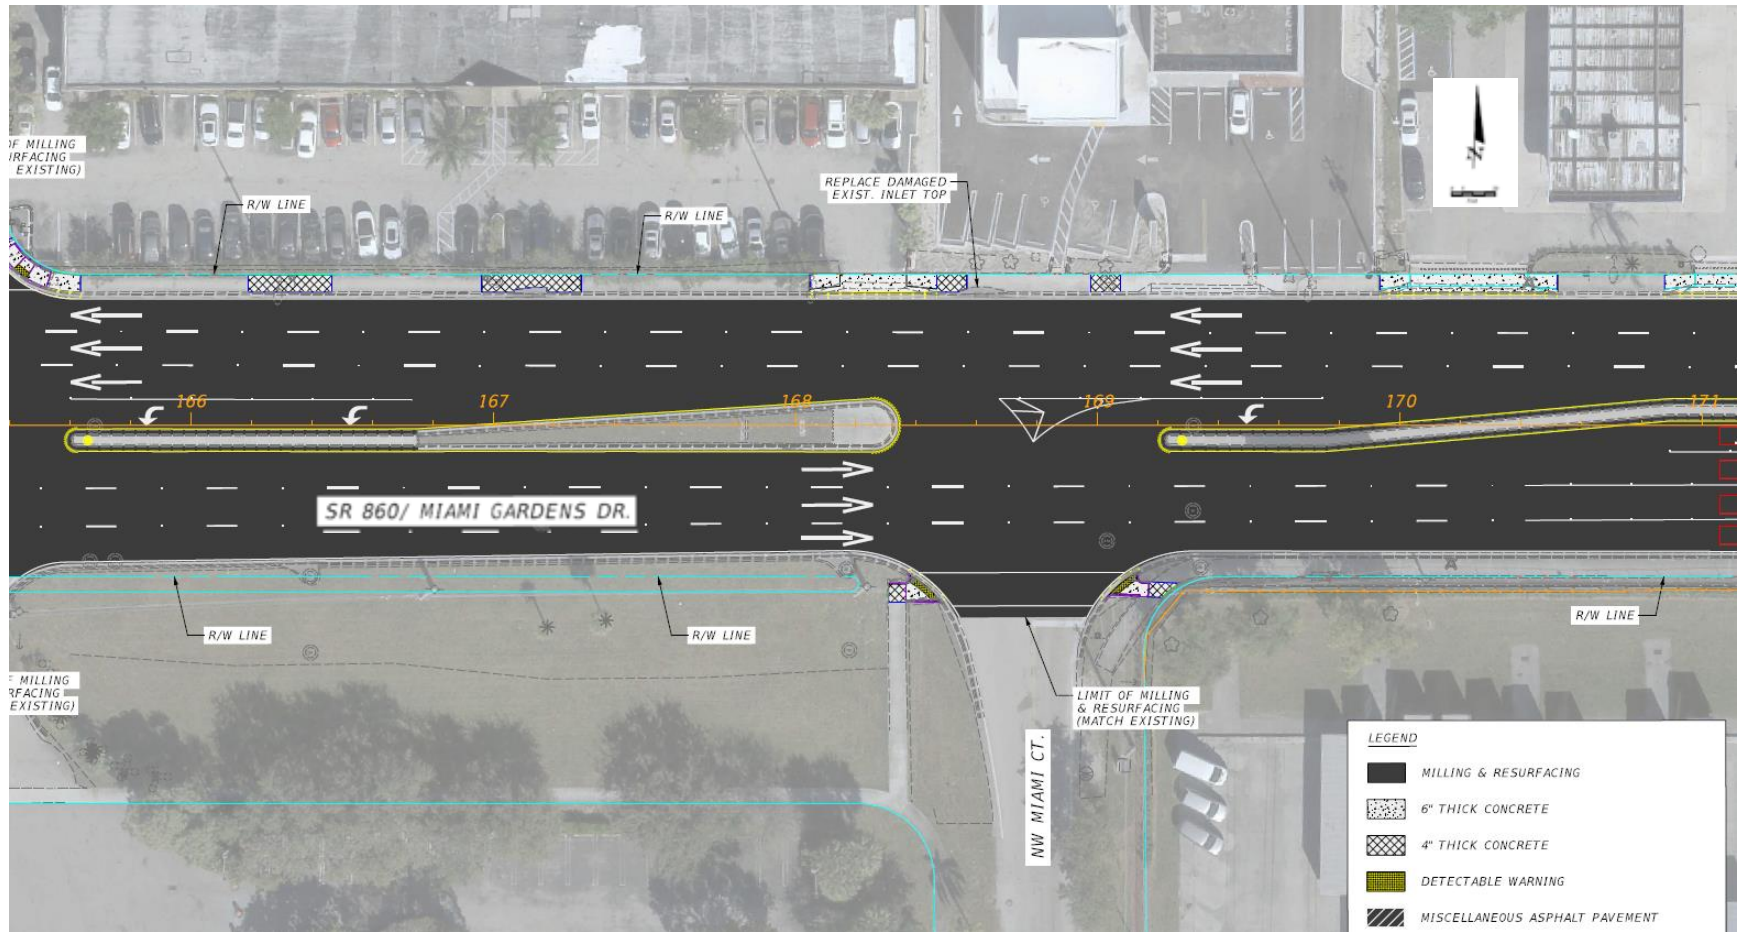 OF MILLING
URFACING
EXISTING)
R/W LINE
R/W LINE
REPLACE DAMAGED
EXIST. INLET TOP
166
167
168
169
170
171
SR 860/ MIAMI GARDENS DR.
R/W LINE
R/W LINE
R/W LINE
F MILLING
RFACING
EXISTING)
LIMIT OF MILLING
& RESURFACING
(MATCH EXISTING)
NW MIAMI CT.
LEGEND
MILLING & RESURFACING
6" THICK CONCRETE
4" THICK CONCRETE
DETECTABLE WARNING
MISCELLANEOUS ASPHALT PAVEMENT